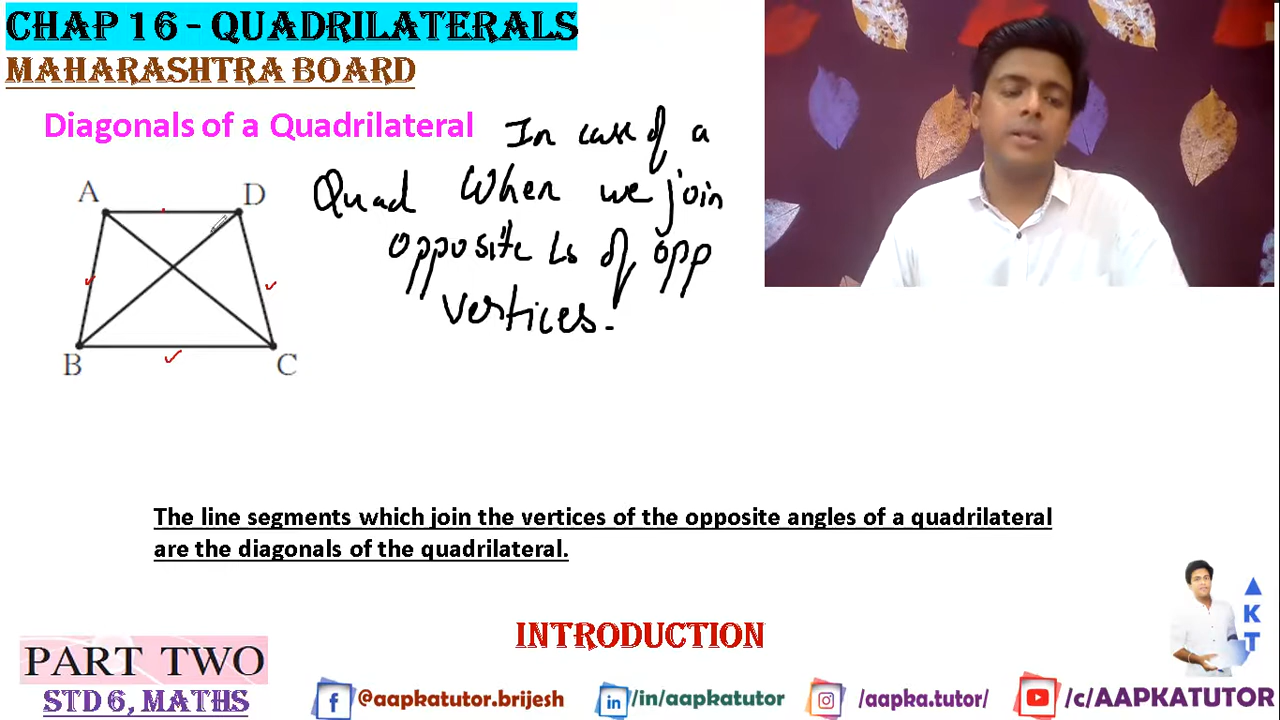 CHAP 16 - QUADRILATERALS
MAHARASHTRA BOARD
Diagonals of a Quadrilateral
In case of a
Quad When we join
opposite ∠s of opp
vertices.
A D
B C
The line segments which join the vertices of the opposite angles of a quadrilateral
are the diagonals of the quadrilateral.
INTRODUCTION
PART TWO
STD 6, MATHS
@aapkatutor.brijesh
/in/aapkatutor
/aapka.tutor/
/c/AAPKATUTOR
▲
K
T